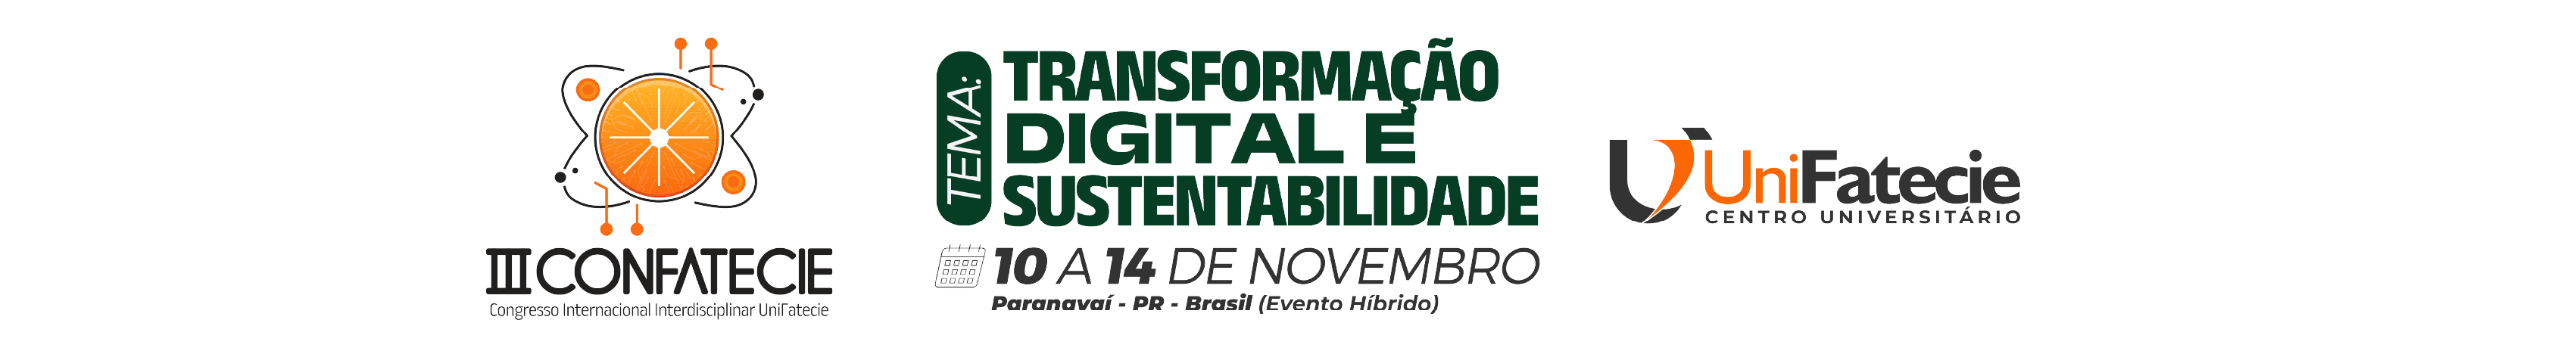 III CONFATECIE
Congresso Internacional Interdisciplinar UniFatecie
TEMA:
TRANSFORMAÇÃO
DIGITAL E
SUSTENTABILIDADE
10 A 14 DE NOVEMBRO
Paranavaí - PR - Brasil (Evento Híbrido)
UniFatecie
CENTRO UNIVERSITÁRIO